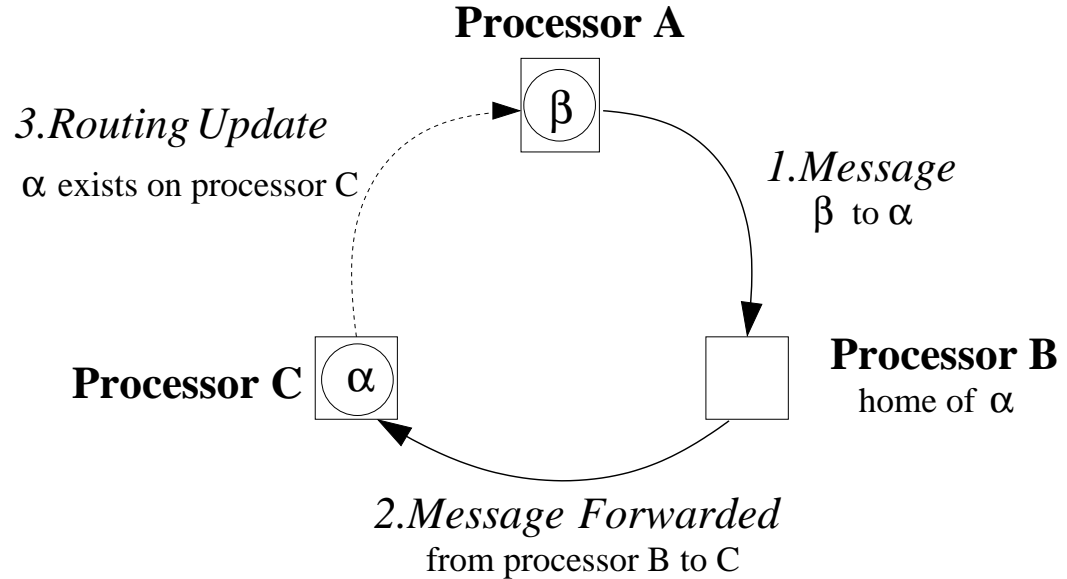 Processor A
β
3.Routing Update
α exists on processor C
1.Message
β to α
Processor C
α
Processor B
home of α
2.Message Forwarded
from processor B to C